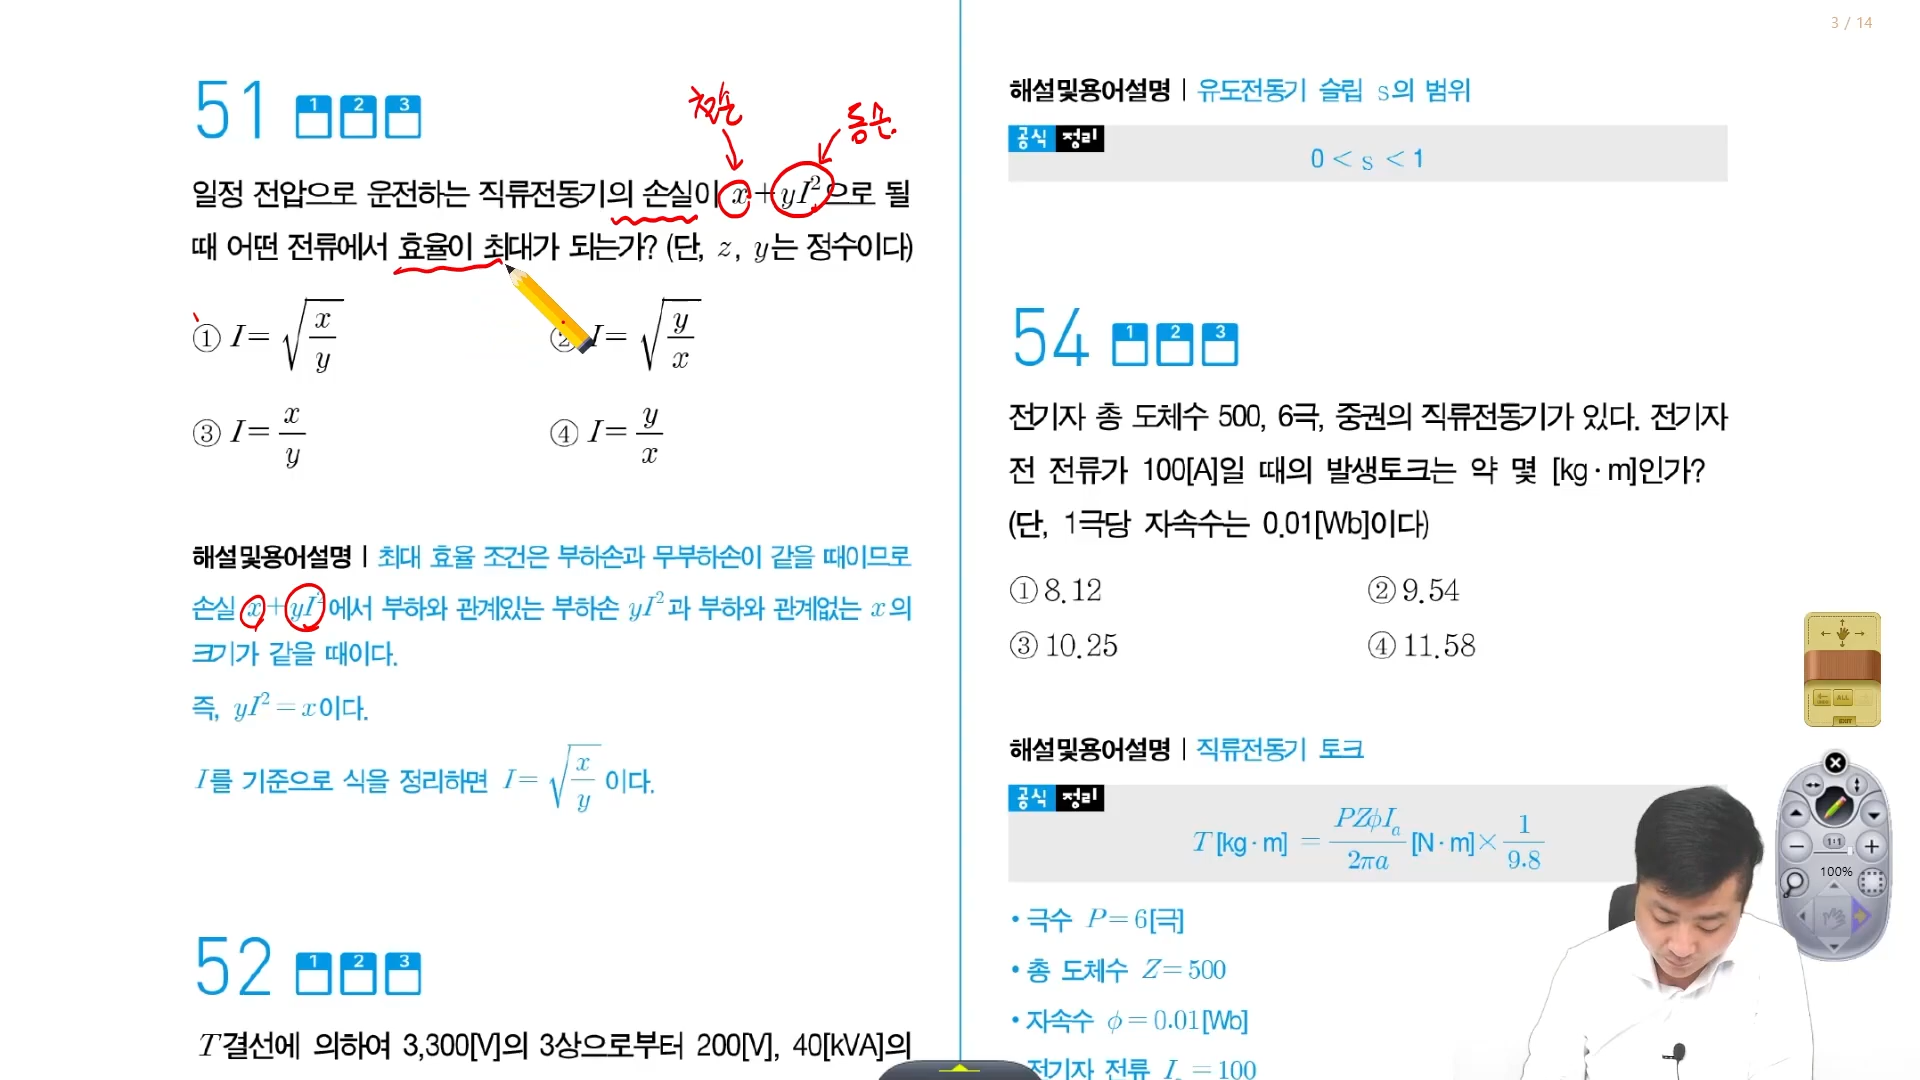 3 / 14
51 1 2 3
철손
동손
일정 전압으로 운전하는 직류전동기의 손실이 x+yI²으로 될
때 어떤 전류에서 효율이 최대가 되는가? (단, z, y는 정수이다)
① I=√(x/y) ② I=√(y/x)
③ I=x/y ④ I=y/x
해설및용어설명 | 최대 효율 조건은 부하손과 무부하손이 같을 때이므로
손실 x+yI²에서 부하와 관계있는 부하손 yI²과 부하와 관계없는 x의
크기가 같을 때이다.
즉, yI²=x이다.
I를 기준으로 식을 정리하면 I=√(x/y) 이다.
52 1 2 3
T결선에 의하여 3,300[V]의 3상으로부터 200[V], 40[kVA]의
해설및용어설명 | 유도전동기 슬립 s의 범위
공식 정리
0 < s < 1
54 1 2 3
전기자 총 도체수 500, 6극, 중권의 직류전동기가 있다. 전기자
전 전류가 100[A]일 때의 발생토크는 약 몇 [kg·m]인가?
(단, 1극당 자속수는 0.01[Wb]이다)
① 8.12 ② 9.54
③ 10.25 ④ 11.58
해설및용어설명 | 직류전동기 토크
공식 정리
T[kg·m] = PZϕIₐ/2πa [N·m]× 1/9.8
• 극수 P=6[극]
• 총 도체수 Z=500
• 자속수 ϕ=0.01[Wb]
전기자 전류 Iₐ=100
ALL
EXIT
1:1
100%